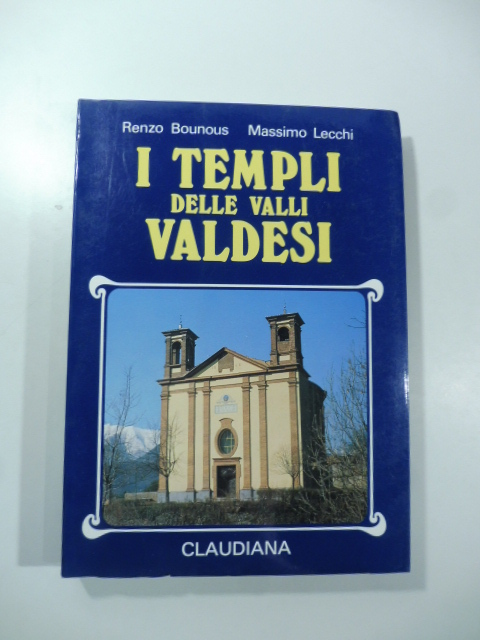 Renzo Bounous Massimo Lecchi
I TEMPLI
DELLE VALLI
VALDESI
CLAUDIANA